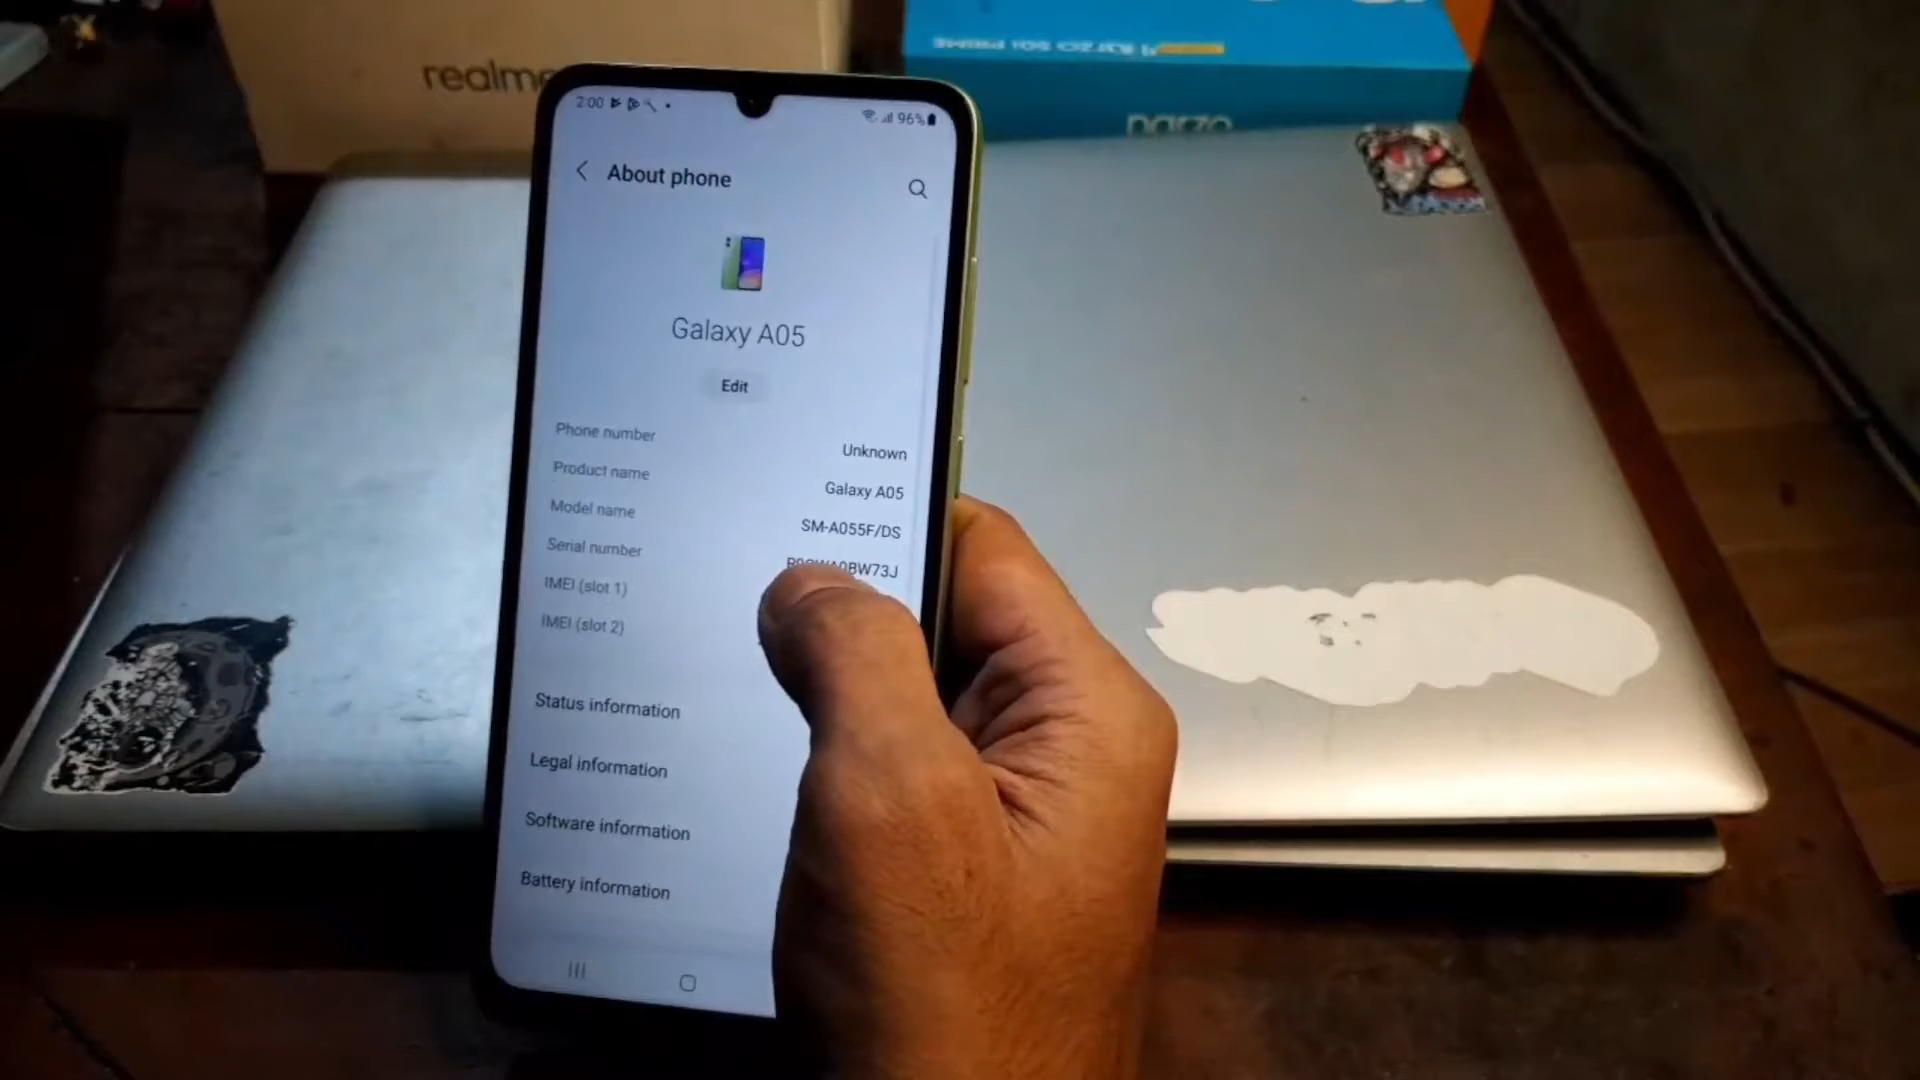 realme
narzo
2:00
96%
About phone
Galaxy A05
Edit
Phone number
Unknown
Product name
Galaxy A05
Model name
SM-A055F/DS
Serial number
IMEI (slot 1)
IMEI (slot 2)
Status information
Legal information
Software information
Battery information